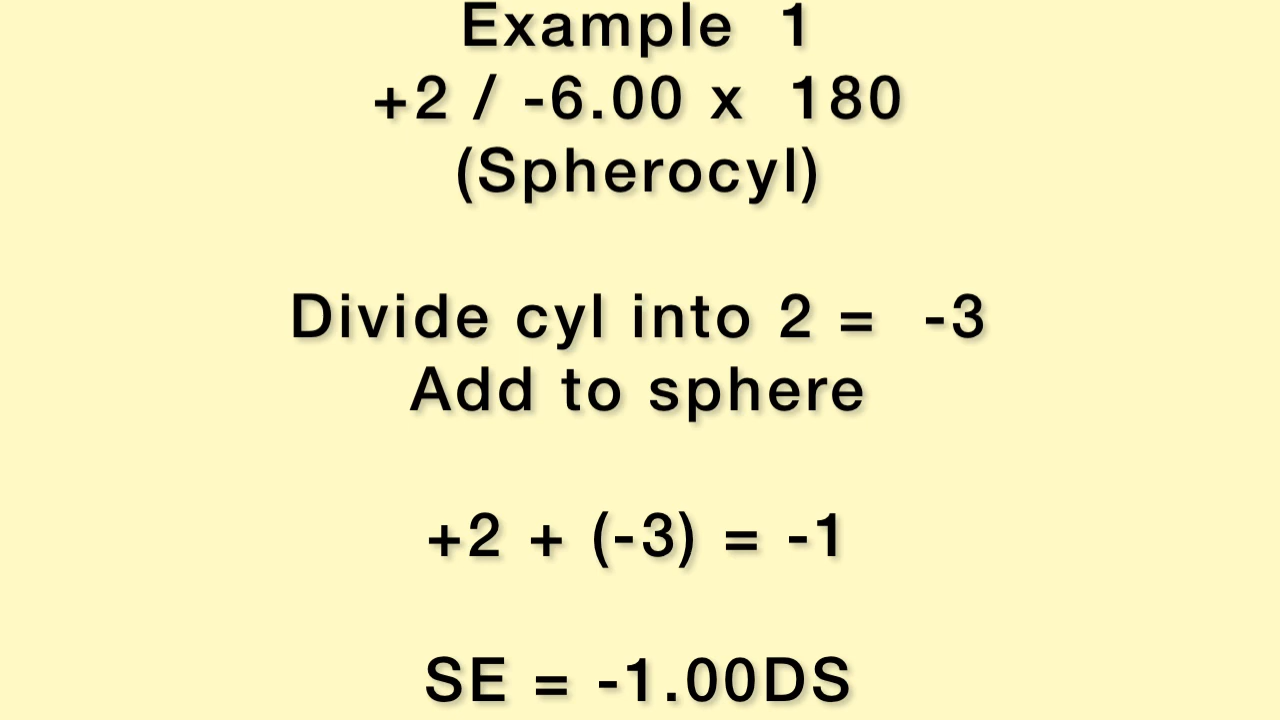 Example 1
+2 / -6.00 x 180
(Spherocyl)
Divide cyl into 2 = -3
Add to sphere
+2 + (-3) = -1
SE = -1.00DS